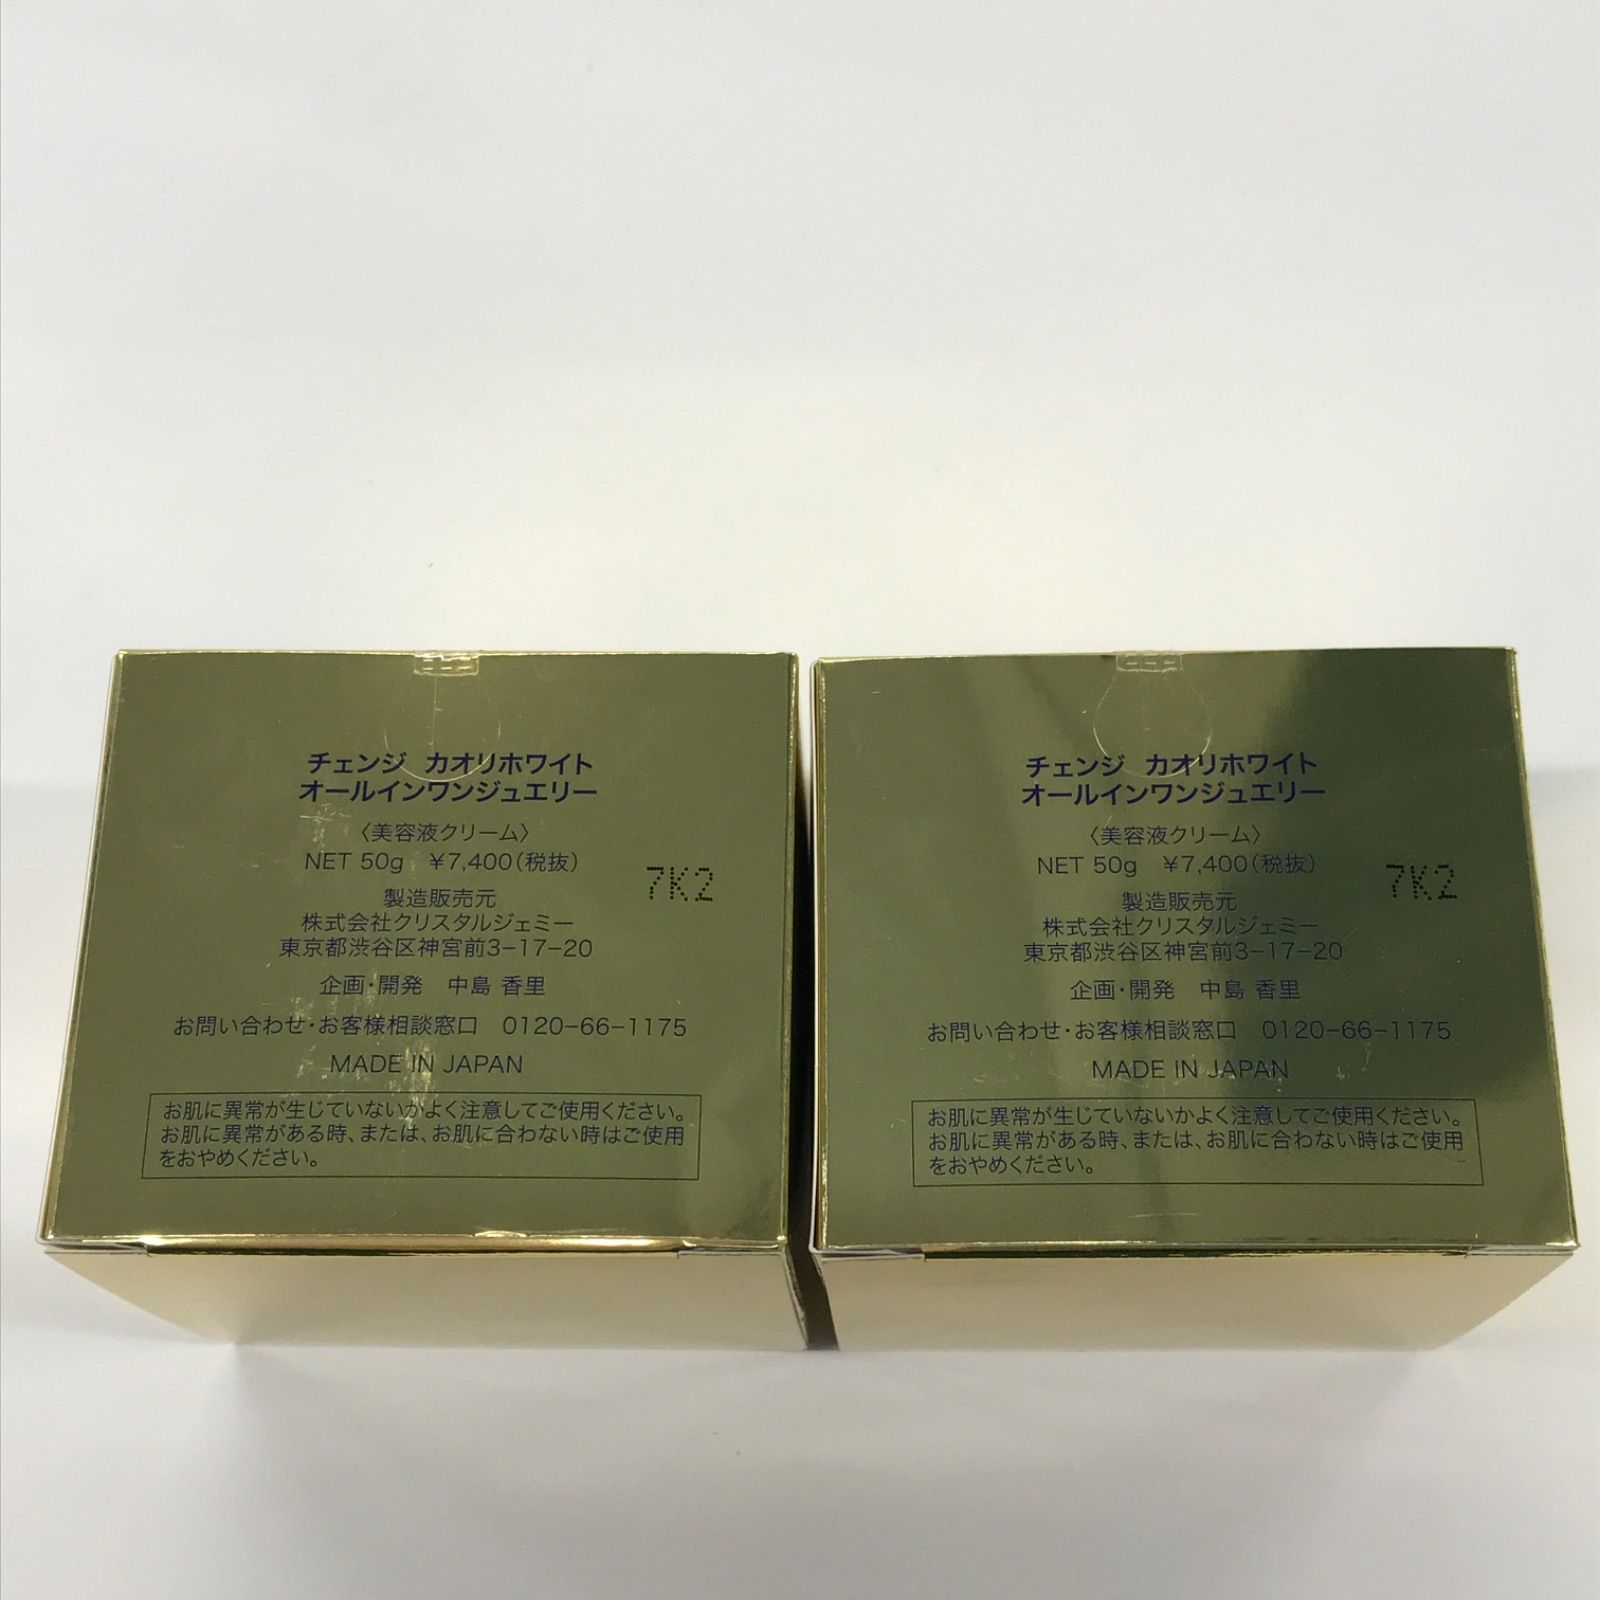 チェンジ カオリホワイト
オールインワンジュエリー
〈美容液クリーム〉
NET 50g ¥7,400(税抜)
7K2
製造販売元
株式会社クリスタルジェミー
東京都渋谷区神宮前3-17-20
企画・開発 中島 香里
お問い合わせ・お客様相談窓口 0120-66-1175
MADE IN JAPAN
お肌に異常が生じていないかよく注意してご使用ください。
お肌に異常がある時、または、お肌に合わない時はご使用
をおやめください。
チェンジ カオリホワイト
オールインワンジュエリー
〈美容液クリーム〉
NET 50g ¥7,400(税抜)
7K2
製造販売元
株式会社クリスタルジェミー
東京都渋谷区神宮前3-17-20
企画・開発 中島 香里
お問い合わせ・お客様相談窓口 0120-66-1175
MADE IN JAPAN
お肌に異常が生じていないかよく注意してご使用ください。
お肌に異常がある時、または、お肌に合わない時はご使用
をおやめください。